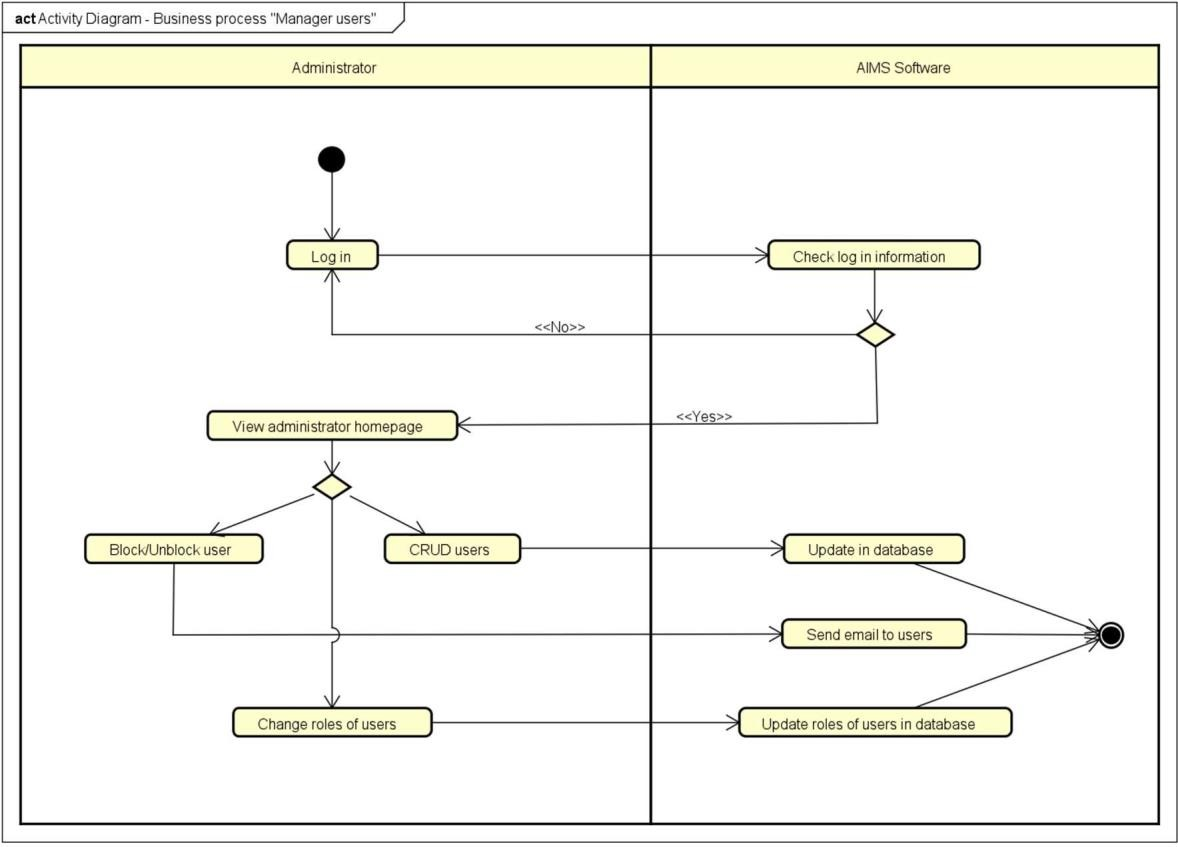 act Activity Diagram - Business process "Manager users"
Administrator
AIMS Software
Log in
Check log in information
<<No>>
<<Yes>>
View administrator homepage
Block/Unblock user
CRUD users
Update in database
Send email to users
Change roles of users
Update roles of users in database